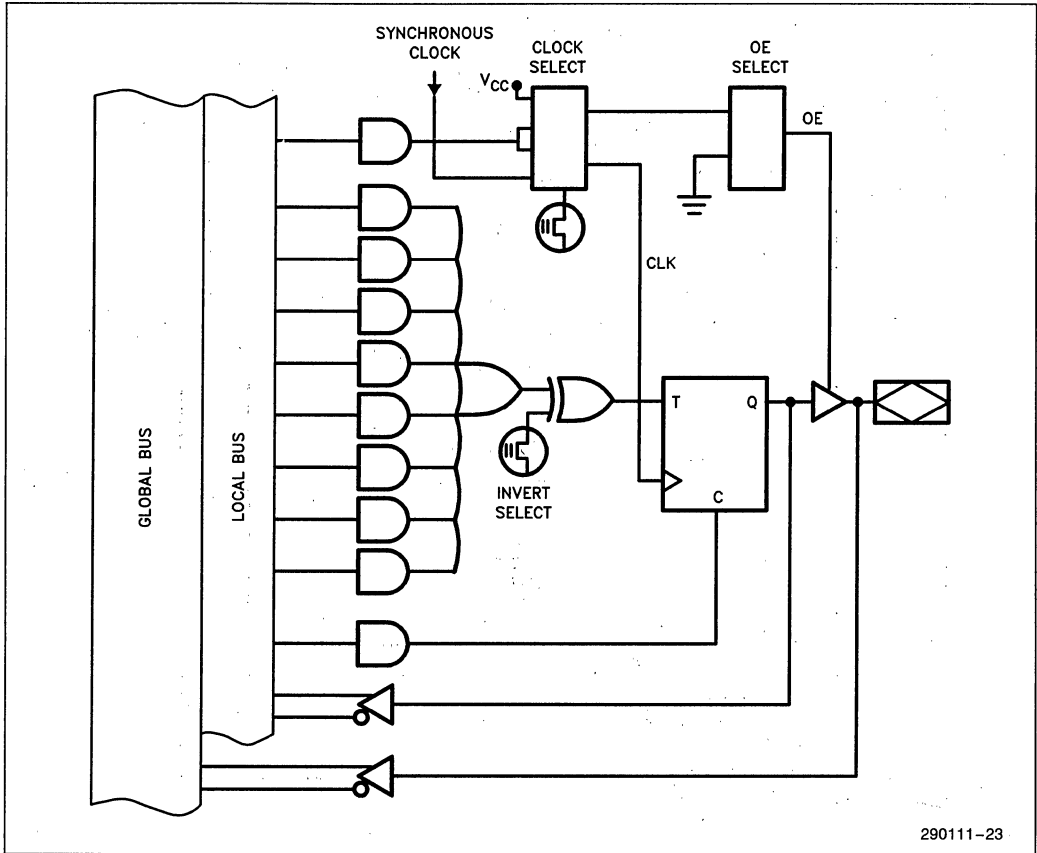 SYNCHRONOUS
CLOCK
CLOCK
SELECT
OE
SELECT
VCC
OE
CLK
GLOBAL BUS
LOCAL BUS
T
Q
C
INVERT
SELECT
290111-23